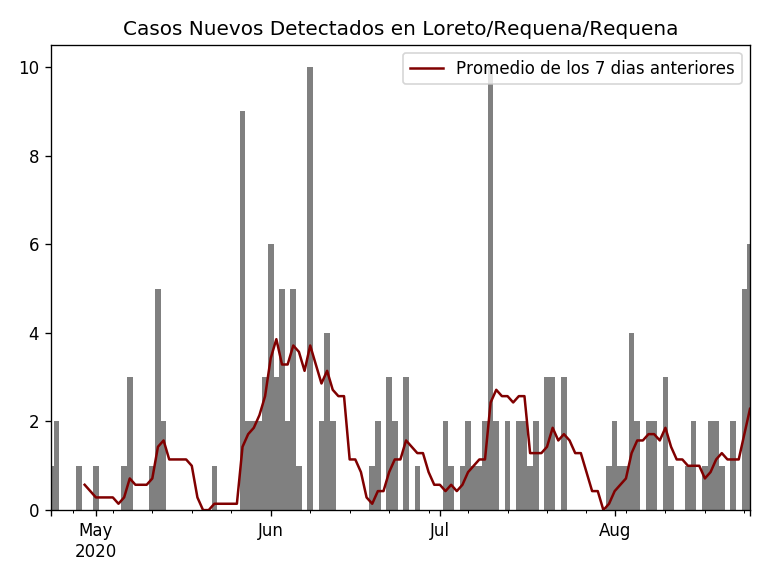 Casos Nuevos Detectados en Loreto/Requena/Requena
Promedio de los 7 dias anteriores
10
8
6
4
2
0
May
2020
Jun
Jul
Aug